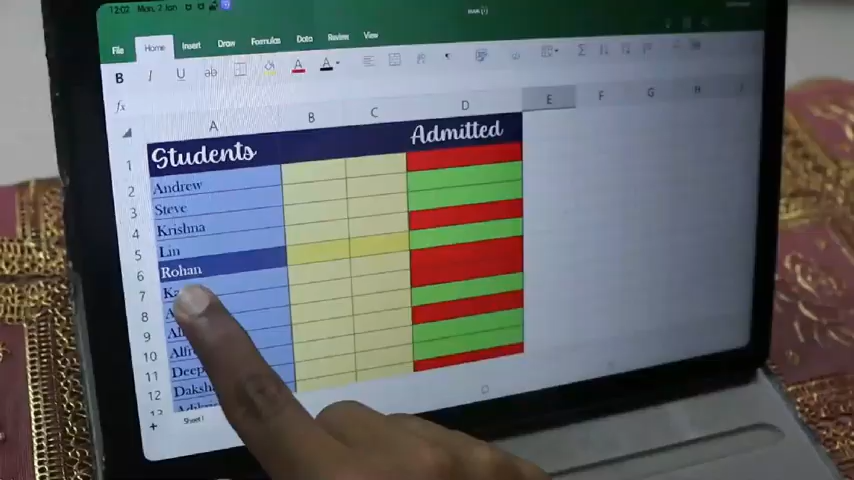 12:02 Mon, 2 Jan
File Home Insert Draw Formulas Data Review View
B I U ab A A
fx
A B C D E F G H
1 Students Admitted
2 Andrew
3 Steve
4 Krishna
5 Lin
6 Rohan
7
8
9
10
11
12
13
Sheet1